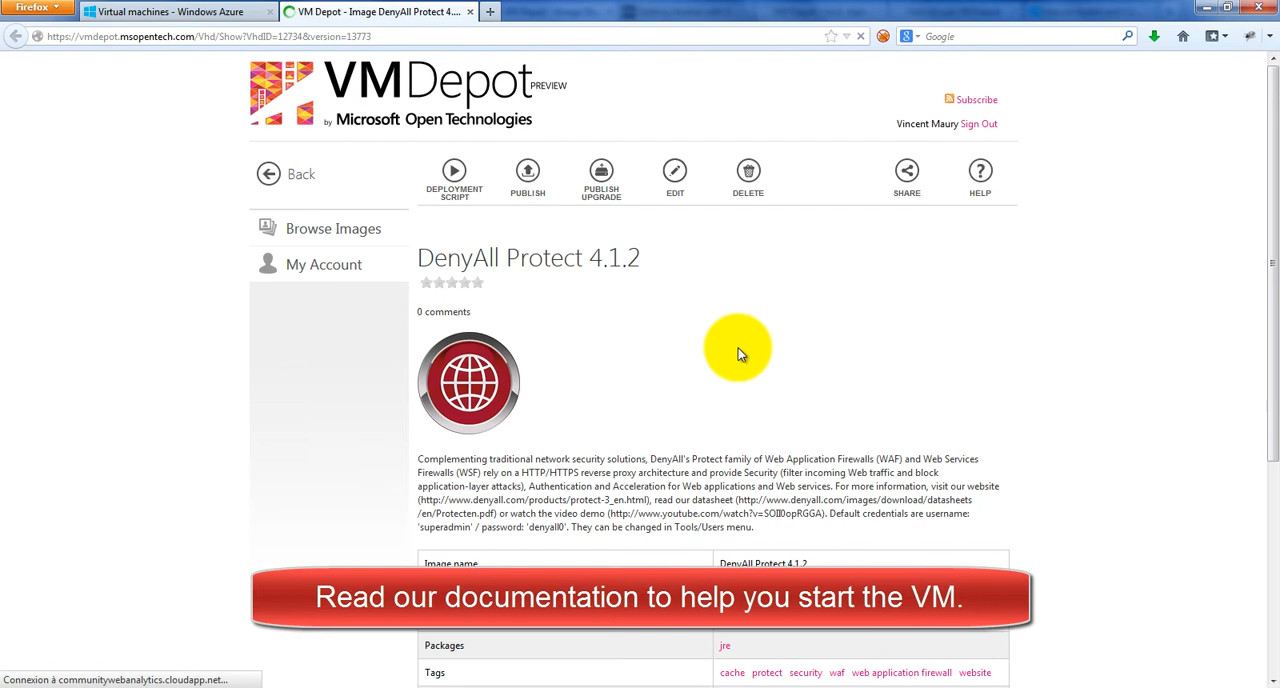 Firefox
Virtual machines - Windows Azure
VM Depot - Image DenyAll Protect 4....
https://vmdepot.msopentech.com/Vhd/Show?VhdID=12734&version=13773
Google
VMDepot PREVIEW
by Microsoft Open Technologies
Subscribe
Vincent Maury Sign Out
Back
DEPLOYMENT SCRIPT
PUBLISH
PUBLISH UPGRADE
EDIT
DELETE
SHARE
HELP
Browse Images
My Account
DenyAll Protect 4.1.2
0 comments
Complementing traditional network security solutions, DenyAll's Protect family of Web Application Firewalls (WAF) and Web Services
Firewalls (WSF) rely on a HTTP/HTTPS reverse proxy architecture and provide Security (filter incoming Web traffic and block
application-layer attacks), Authentication and Acceleration for Web applications and Web services. For more information, visit our website
(http://www.denyall.com/products/protect-3_en.html), read our datasheet (http://www.denyall.com/images/download/datasheets
/en/Protecten.pdf) or watch the video demo (http://www.youtube.com/watch?v=SOII0opRGGA). Default credentials are username:
'superadmin' / password: 'denyall0'. They can be changed in Tools/Users menu.
Image name DenyAll Protect 4.1.2
Read our documentation to help you start the VM.
Packages jre
Tags cache protect security waf web application firewall website
Connexion à communitywebanalytics.cloudapp.net...